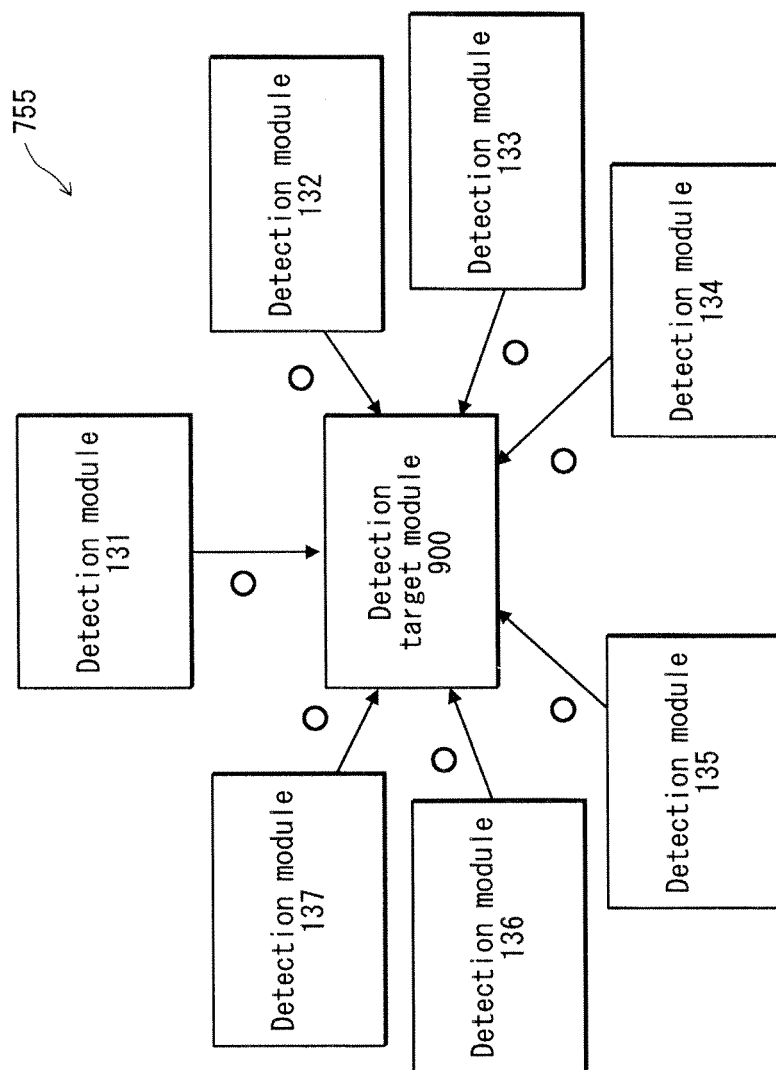 755
Detection module
131
Detection module
132
Detection module
133
Detection module
134
Detection module
135
Detection module
136
Detection module
137
Detection
target module
900